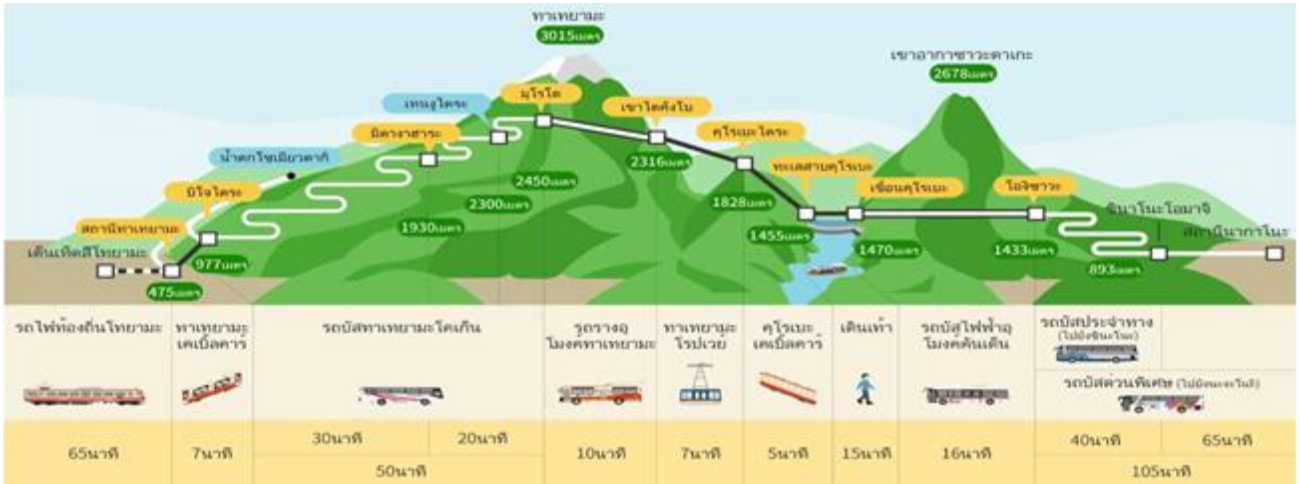 ทาเทยามะ
3015เมตร
เขาอากาซาวะดาเกะ
2678เมตร
เทนงูไดระ
มุโรโด
เขาไดคังโบ
มิดางาฮาระ
คุโรเบะไดระ
น้ำตกโชเมียวดากิ
2316เมตร
ทะเลสาบคุโรเบะ
บิโจไดระ
2450เมตร
เขื่อนคุโรเบะ
โอกิซาวะ
2300เมตร
1828เมตร
ชินาโนะโอมาจิ
สถานีทาเทยามะ
1930เมตร
1455เมตร
สถานีนากาโนะ
เด็นเท็ตสึโทยามะ
977เมตร
1470เมตร
1433เมตร
893เมตร
475เมตร
รถไฟท้องถิ่นโทยามะ
ทาเทยามะ
เคเบิ้ลคาร์
รถบัสทาเทยามะโคเก็น
รถรางอุ
โมงค์ทาเทยามะ
ทาเทยามะ
โรปเวย์
คุโรเบะ
เคเบิ้ลคาร์
เดินเท้า
รถบัสไฟฟ้าอุ
โมงค์คันเด็น
รถบัสประจำทาง
(ไปยังชินะโนะ)
รถบัสด่วนพิเศษ
65นาที
7นาที
30นาที
20นาที
50นาที
10นาที
7นาที
5นาที
15นาที
16นาที
40นาที
65นาที
105นาที